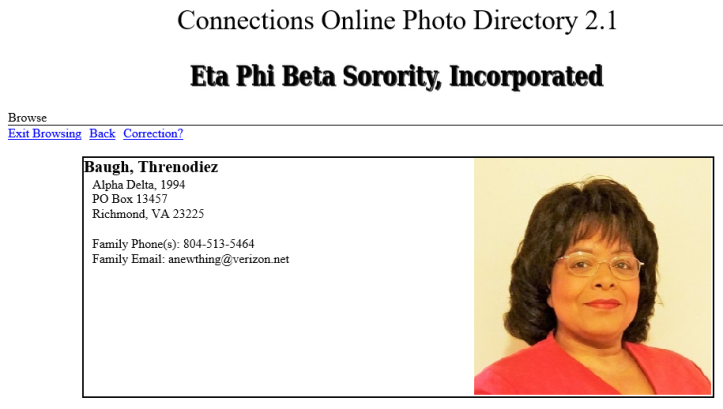 Connections Online Photo Directory 2.1
Eta Phi Beta Sorority, Incorporated
Browse
Exit Browsing Back Correction?
Baugh, Threnodiez
Alpha Delta, 1994
PO Box 13457
Richmond, VA 23225
Family Phone(s): 804-513-5464
Family Email: anewthing@verizon.net